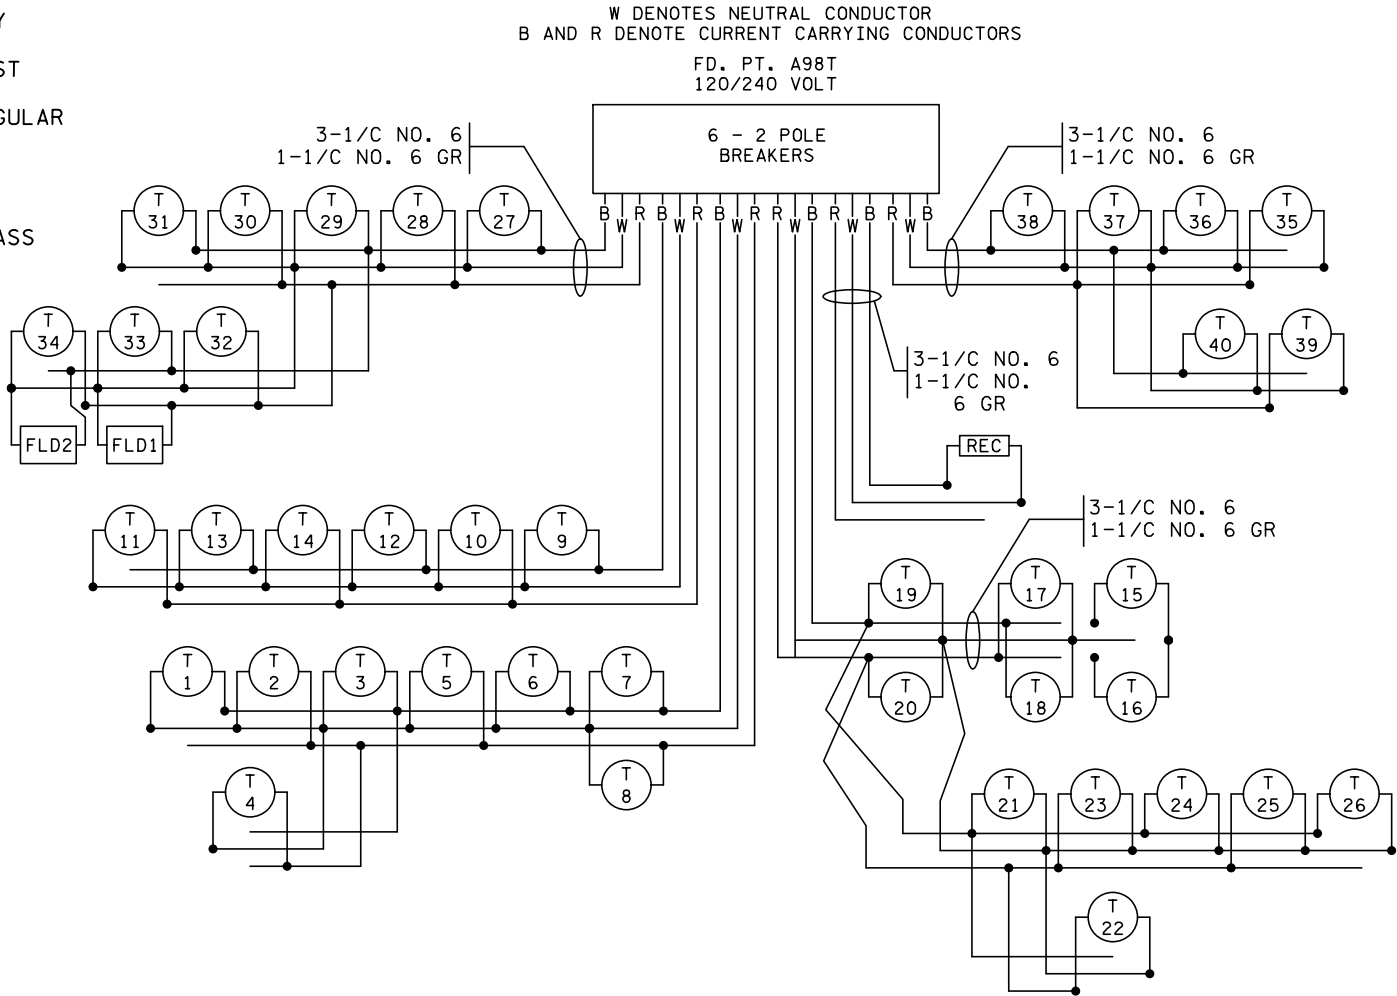 W DENOTES NEUTRAL CONDUCTOR
B AND R DENOTE CURRENT CARRYING CONDUCTORS
FD. PT. A98T
120/240 VOLT
6 - 2 POLE
BREAKERS
Y
ST
GULAR
ASS
3-1/C NO. 6
1-1/C NO. 6 GR
3-1/C NO. 6
1-1/C NO. 6 GR
B W R B W R B W R R W B R W B R W B
T 31
T 30
T 29
T 28
T 27
T 38
T 37
T 36
T 35
T 34
T 33
T 32
T 40
T 39
3-1/C NO. 6
1-1/C NO.
6 GR
FLD2
FLD1
REC
3-1/C NO. 6
1-1/C NO. 6 GR
T 11
T 13
T 14
T 12
T 10
T 9
T 19
T 17
T 15
T 1
T 2
T 3
T 5
T 6
T 7
T 20
T 18
T 16
T 4
T 8
T 21
T 23
T 24
T 25
T 26
T 22